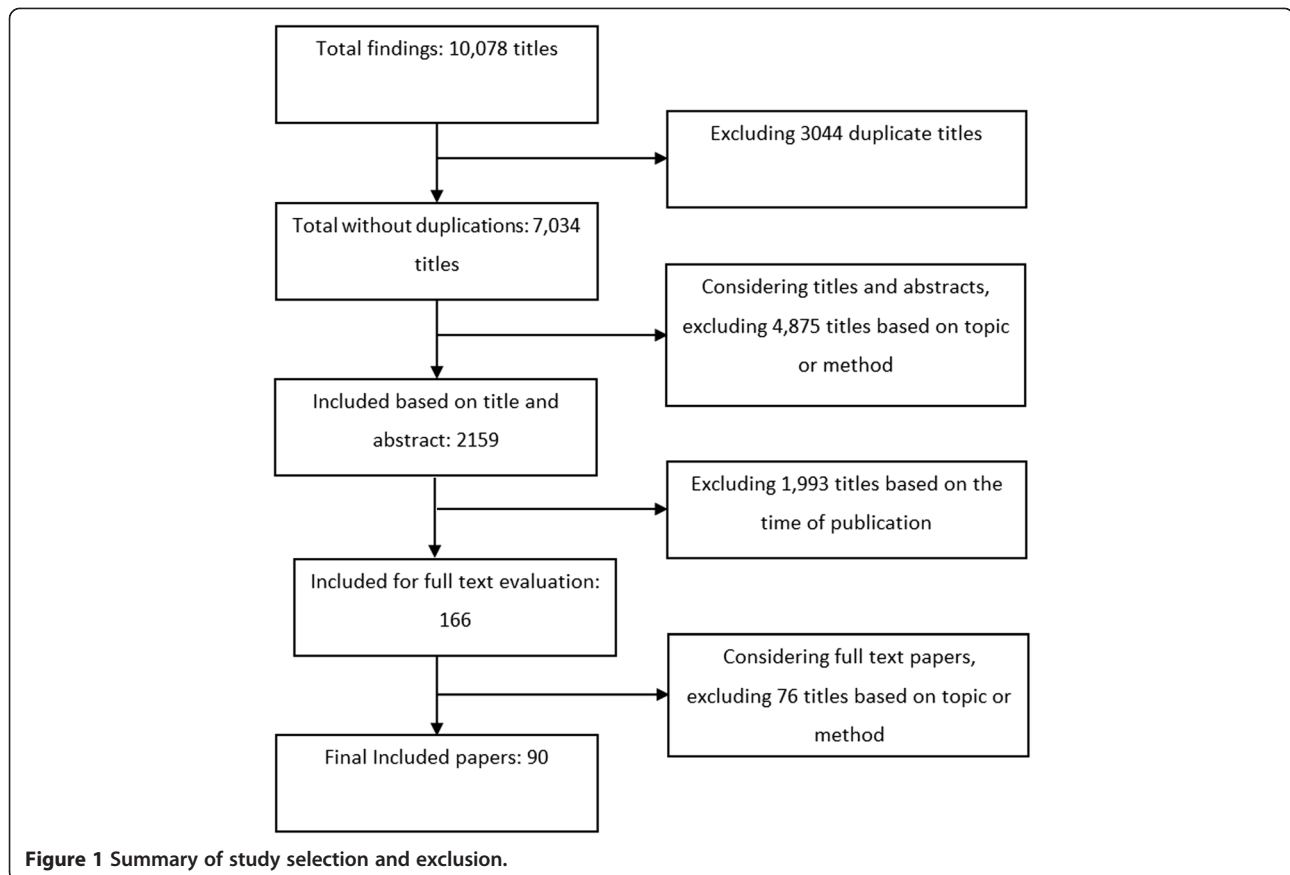 Total findings: 10,078 titles
Excluding 3044 duplicate titles
Total without duplications: 7,034
titles
Considering titles and abstracts,
excluding 4,875 titles based on topic
or method
Included based on title and
abstract: 2159
Excluding 1,993 titles based on the
time of publication
Included for full text evaluation:
166
Considering full text papers,
excluding 76 titles based on topic or
method
Final Included papers: 90
Figure 1 Summary of study selection and exclusion.